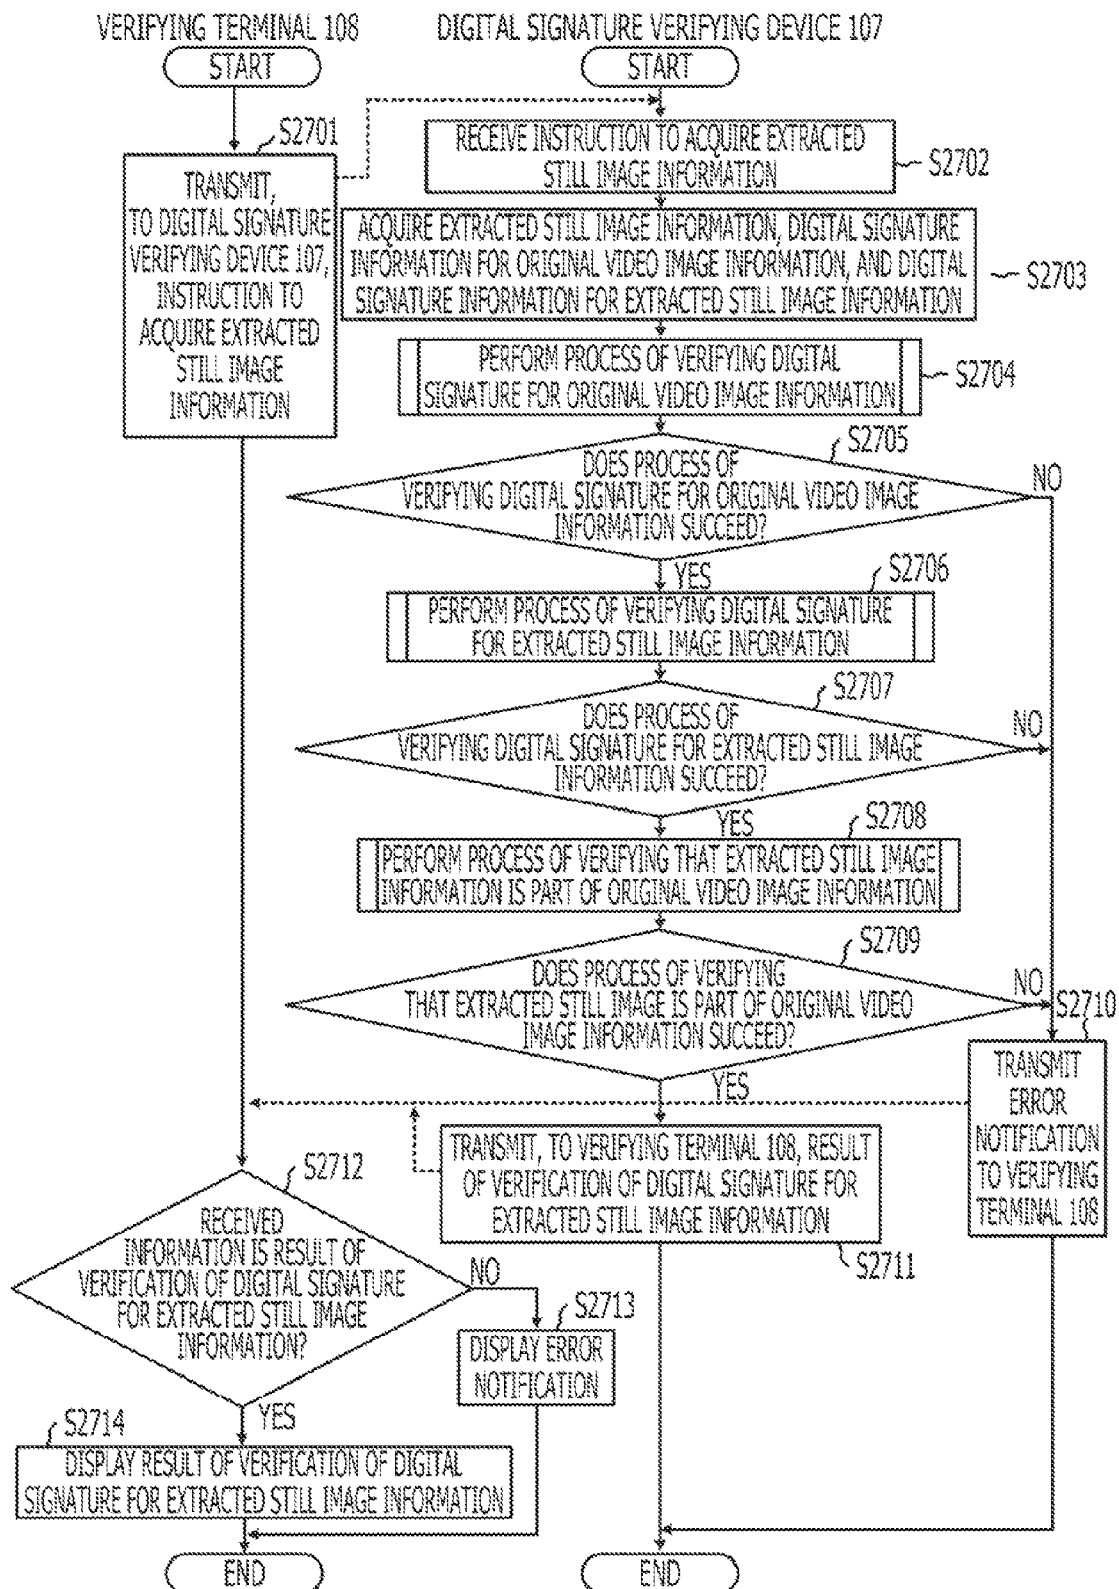 VERIFYING TERMINAL 108
DIGITAL SIGNATURE VERIFYING DEVICE 107
START
START
S2701
TRANSMIT,
TO DIGITAL SIGNATURE
VERIFYING DEVICE 107,
INSTRUCTION TO
ACQUIRE EXTRACTED
STILL IMAGE
INFORMATION
RECEIVE INSTRUCTION TO ACQUIRE EXTRACTED
STILL IMAGE INFORMATION
S2702
ACQUIRE EXTRACTED STILL IMAGE INFORMATION, DIGITAL SIGNATURE
INFORMATION FOR ORIGINAL VIDEO IMAGE INFORMATION, AND DIGITAL
SIGNATURE INFORMATION FOR EXTRACTED STILL IMAGE INFORMATION
S2703
PERFORM PROCESS OF VERIFYING DIGITAL
SIGNATURE FOR ORIGINAL VIDEO IMAGE INFORMATION
S2704
S2705
DOES PROCESS OF
VERIFYING DIGITAL SIGNATURE FOR ORIGINAL VIDEO IMAGE
INFORMATION SUCCEED?
NO
YES
S2706
PERFORM PROCESS OF VERIFYING DIGITAL SIGNATURE
FOR EXTRACTED STILL IMAGE INFORMATION
S2707
DOES PROCESS OF
VERIFYING DIGITAL SIGNATURE FOR EXTRACTED STILL IMAGE
INFORMATION SUCCEED?
NO
YES
S2708
PERFORM PROCESS OF VERIFYING THAT EXTRACTED STILL IMAGE
INFORMATION IS PART OF ORIGINAL VIDEO IMAGE INFORMATION
S2709
DOES PROCESS OF VERIFYING
THAT EXTRACTED STILL IMAGE IS PART OF ORIGINAL VIDEO
IMAGE INFORMATION SUCCEED?
NO
YES
S2710
TRANSMIT
ERROR
NOTIFICATION
TO VERIFYING
TERMINAL 108
TRANSMIT, TO VERIFYING TERMINAL 108, RESULT
OF VERIFICATION OF DIGITAL SIGNATURE FOR
EXTRACTED STILL IMAGE INFORMATION
S2711
S2712
RECEIVED
INFORMATION IS RESULT OF
VERIFICATION OF DIGITAL SIGNATURE
FOR EXTRACTED STILL IMAGE
INFORMATION?
NO
S2713
DISPLAY ERROR
NOTIFICATION
YES
S2714
DISPLAY RESULT OF VERIFICATION OF DIGITAL
SIGNATURE FOR EXTRACTED STILL IMAGE INFORMATION
END
END